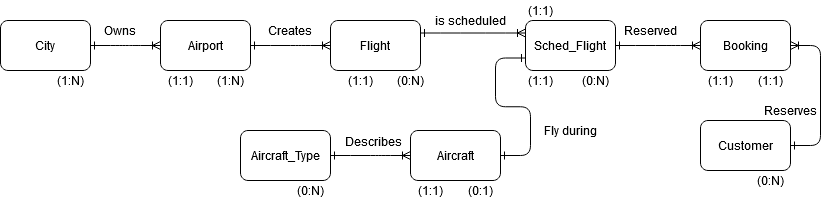 (1:1)
Owns
Creates
is scheduled
Reserved
City
Airport
Flight
Sched_Flight
Booking
(1:N)
(1:1)
(1:N)
(1:1)
(0:N)
(1:1)
(0:N)
(1:1)
(1:1)
Reserves
Fly during
Describes
Customer
Aircraft_Type
Aircraft
(0:N)
(0:N)
(1:1)
(0:1)